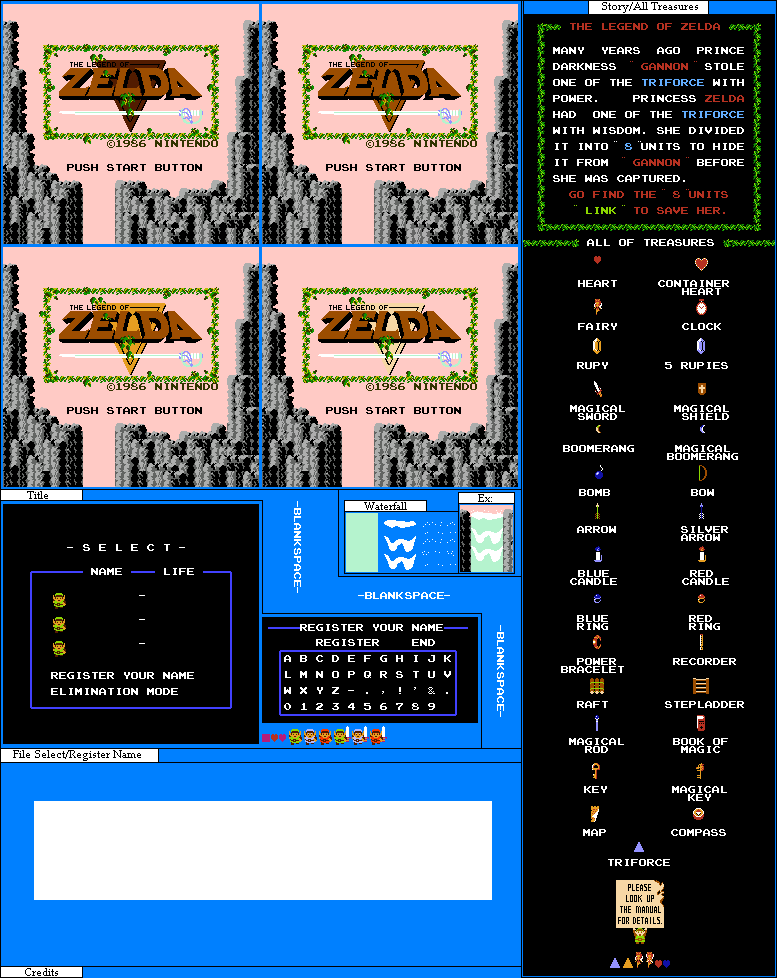 THE LEGEND OF
ZELDA
©1986 NINTENDO
PUSH START BUTTON
THE LEGEND OF
ZELDA
©1986 NINTENDO
PUSH START BUTTON
THE LEGEND OF
ZELDA
©1986 NINTENDO
PUSH START BUTTON
THE LEGEND OF
ZELDA
©1986 NINTENDO
PUSH START BUTTON
Title
- S E L E C T -
NAME LIFE
-
-
-
REGISTER YOUR NAME
ELIMINATION MODE
-BLANKSPACE-
Waterfall
Ex:
-BLANKSPACE-
-BLANKSPACE-
REGISTER YOUR NAME
REGISTER END
A B C D E F G H I J K
L M N O P Q R S T U V
W X Y Z - . , ! ' & .
0 1 2 3 4 5 6 7 8 9
File Select/Register Name
Credits
Story/All Treasures
THE LEGEND OF ZELDA
MANY YEARS AGO PRINCE
DARKNESS " GANNON" STOLE
ONE OF THE TRIFORCE WITH
POWER. PRINCESS ZELDA
HAD ONE OF THE TRIFORCE
WITH WISDOM. SHE DIVIDED
IT INTO " 8 "UNITS TO HIDE
IT FROM " GANNON" BEFORE
SHE WAS CAPTURED.
GO FIND THE " 8 "UNITS
" LINK " TO SAVE HER.
ALL OF TREASURES
HEART
CONTAINER
HEART
FAIRY
CLOCK
RUPY
5 RUPIES
MAGICAL
SWORD
MAGICAL
SHIELD
BOOMERANG
MAGICAL
BOOMERANG
BOMB
BOW
ARROW
SILVER
ARROW
BLUE
CANDLE
RED
CANDLE
BLUE
RING
RED
RING
POWER
BRACELET
RECORDER
RAFT
STEPLADDER
MAGICAL
ROD
BOOK OF
MAGIC
KEY
MAGICAL
KEY
MAP
COMPASS
TRIFORCE
PLEASE
LOOK UP
THE MANUAL
FOR DETAILS.